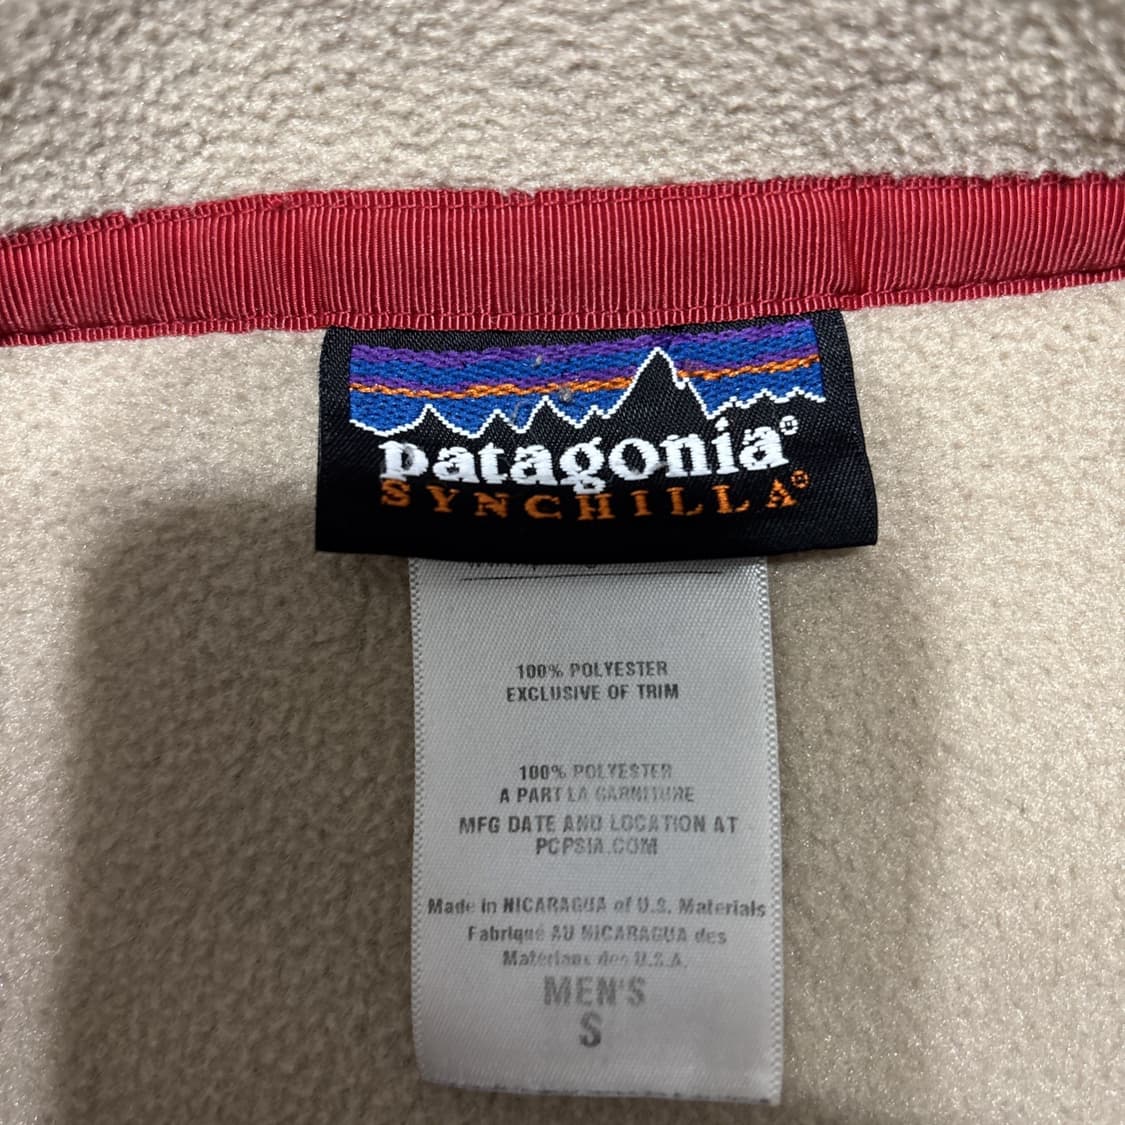 patagonia®
SYNCHILLA®
100% POLYESTER
EXCLUSIVE OF TRIM
100% POLYESTER
A PART LA GARNITURE
MFG DATE AND LOCATION AT
PCPSIA.COM
Made in NICARAGUA of U.S. Materials
Fabriqué AU NICARAGUA des
Matérians des U.S.A.
MEN'S
S